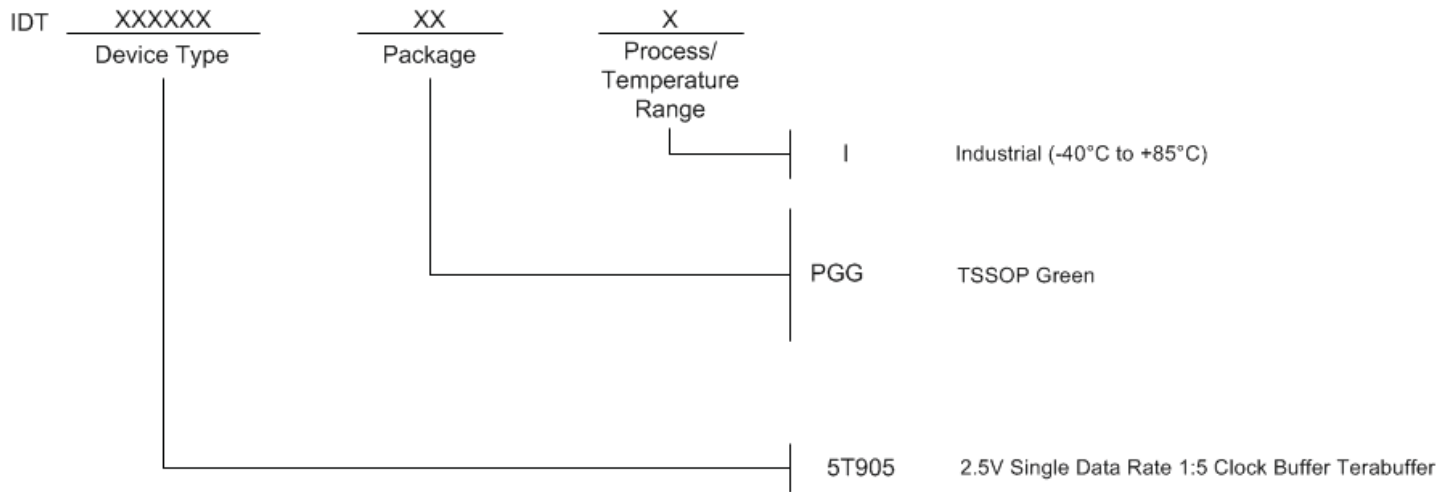 IDT XXXXXX XX X
Device Type Package Process/
Temperature
Range
I Industrial (-40°C to +85°C)
PGG TSSOP Green
5T905 2.5V Single Data Rate 1:5 Clock Buffer Terabuffer